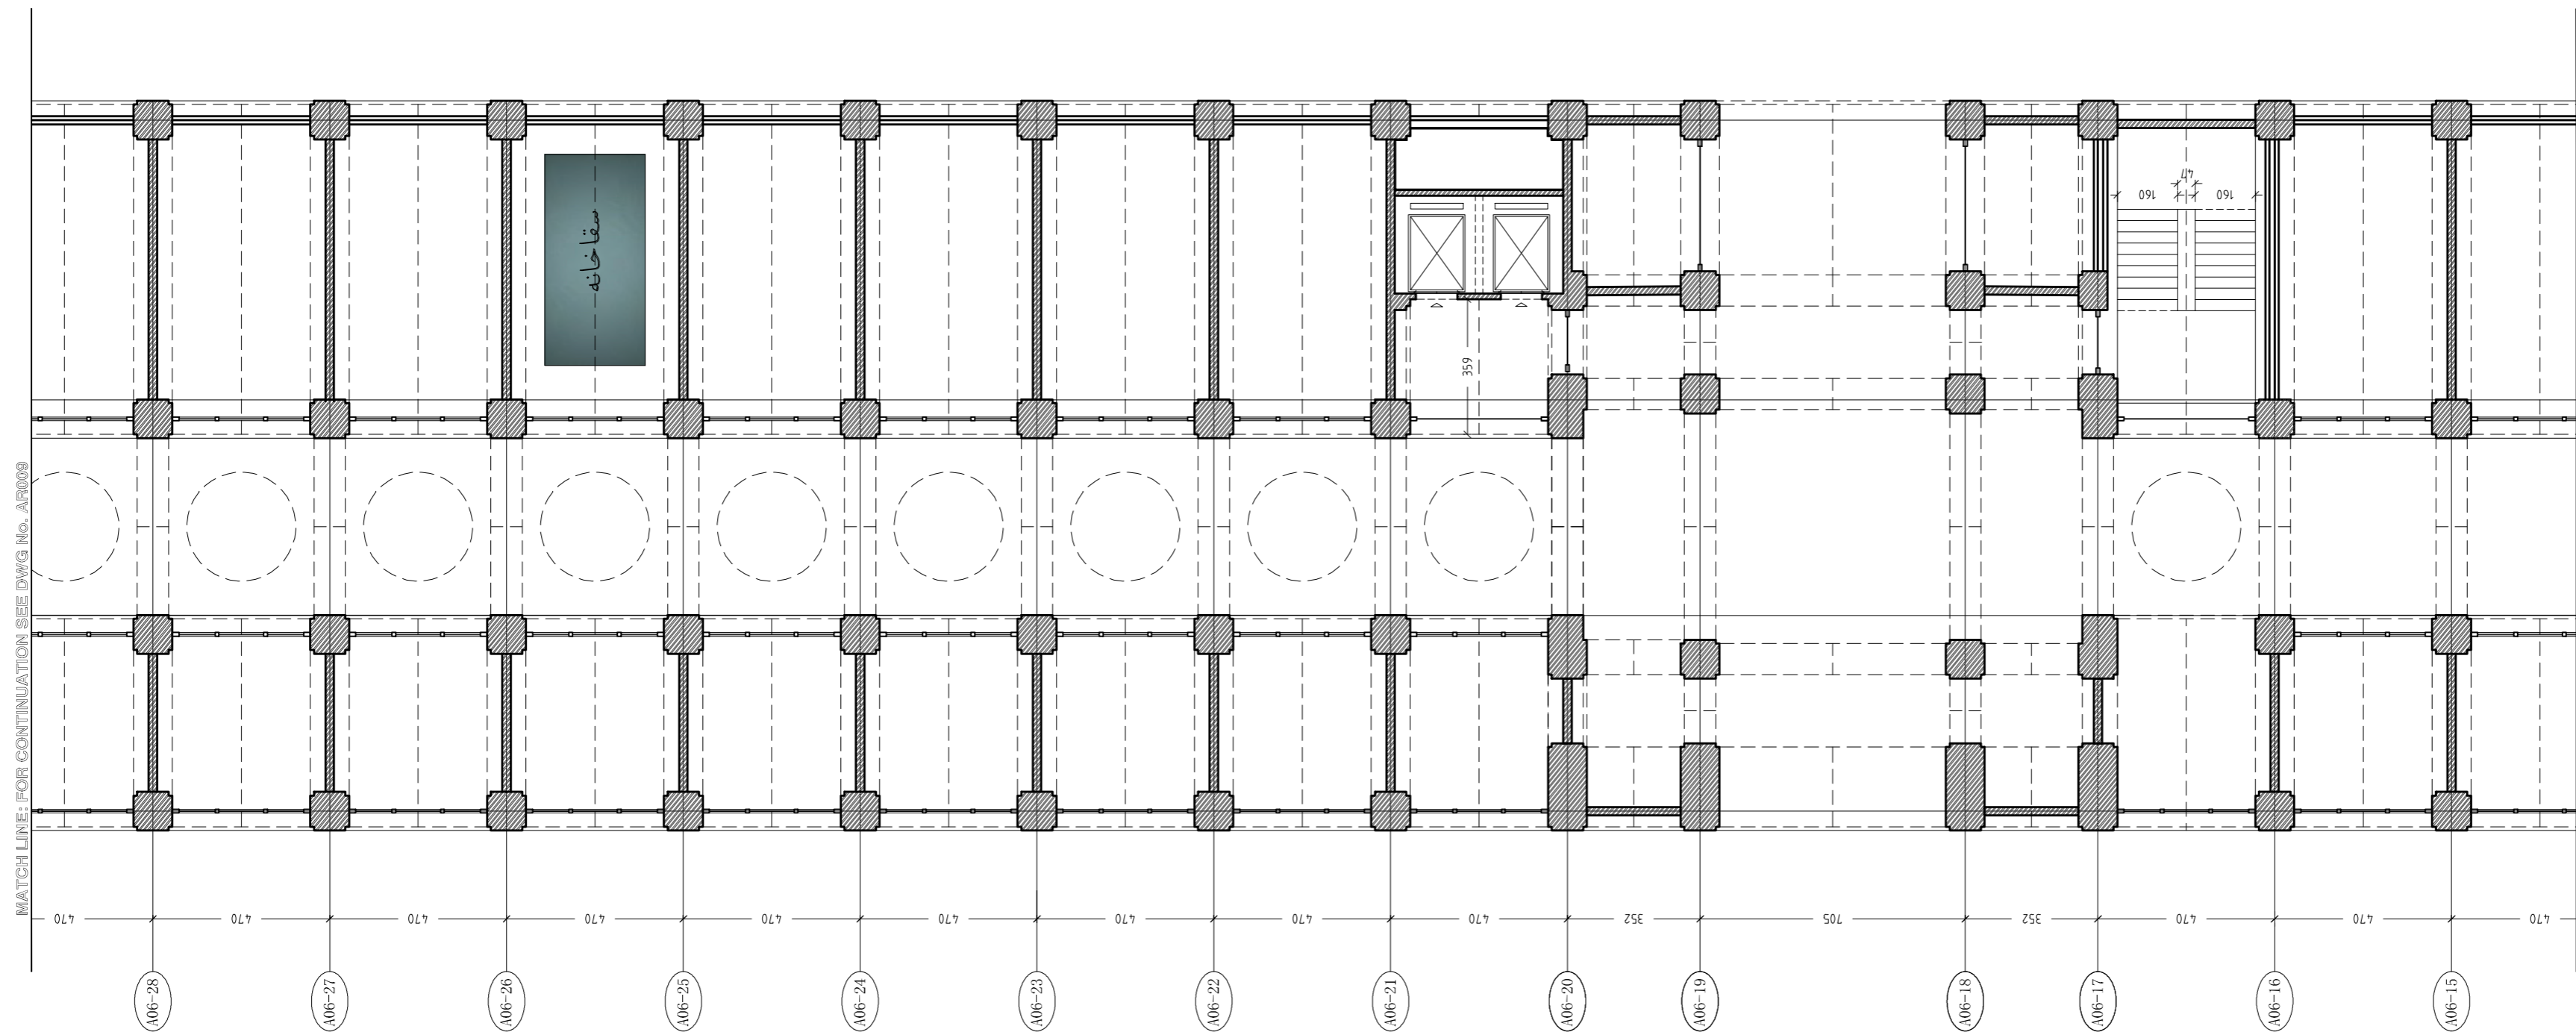 MATCH LINE: FOR CONTINUATION SEE DWG No. AR009
سقاخانه
160
47
160
359
470
470
470
470
470
470
470
470
470
352
705
352
470
470
470
A06-28
A06-27
A06-26
A06-25
A06-24
A06-23
A06-22
A06-21
A06-20
A06-19
A06-18
A06-17
A06-16
A06-15